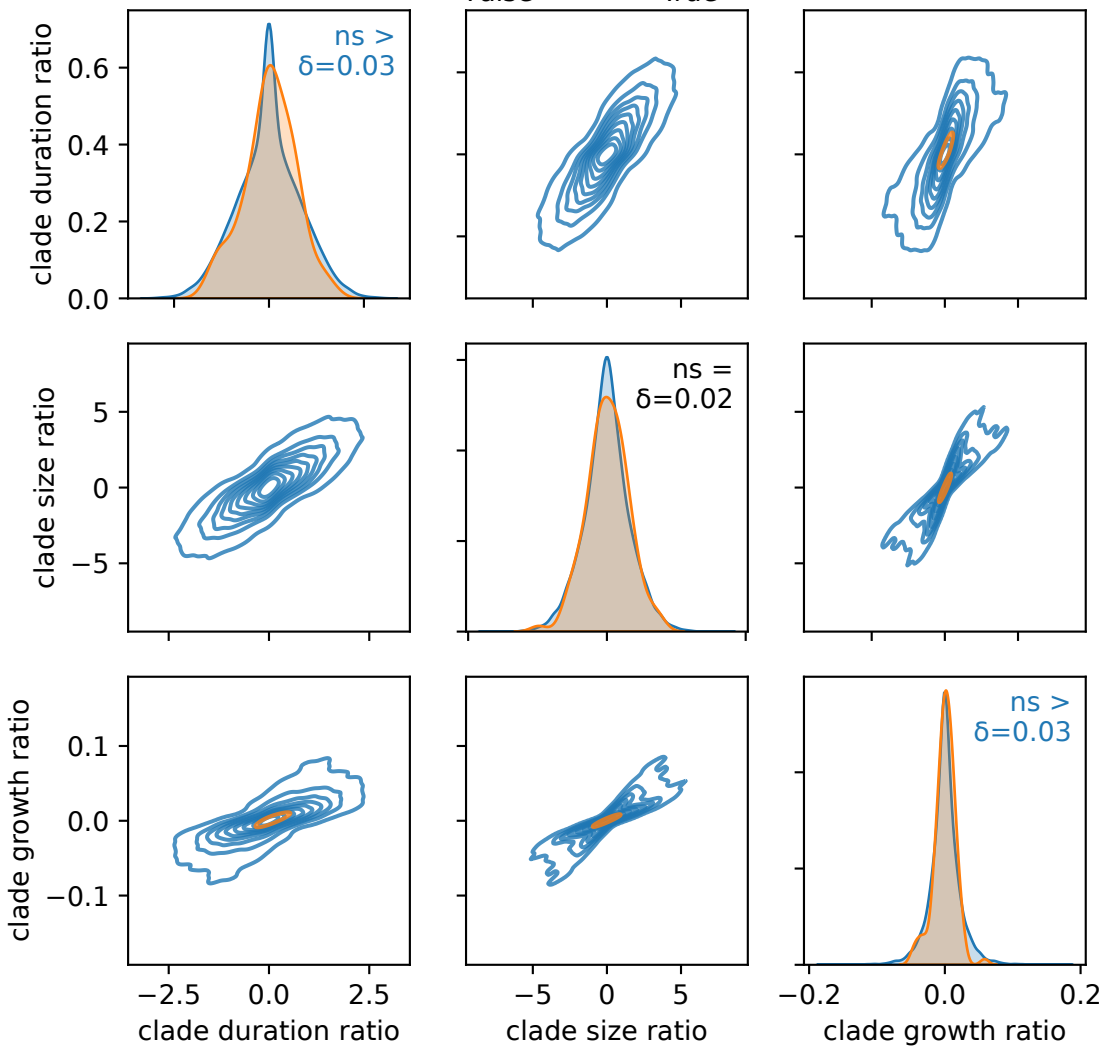 clade duration ratio
0.6
0.4
0.2
0.0
ns >
δ=0.03
−5
0
5
clade size ratio
5
0
−5
ns =
δ=0.02
clade growth ratio
0.1
0.0
−0.1
ns >
δ=0.03
−2.5
0.0
2.5
−5
0
5
−0.2
0.0
0.2
clade duration ratio
clade size ratio
clade growth ratio